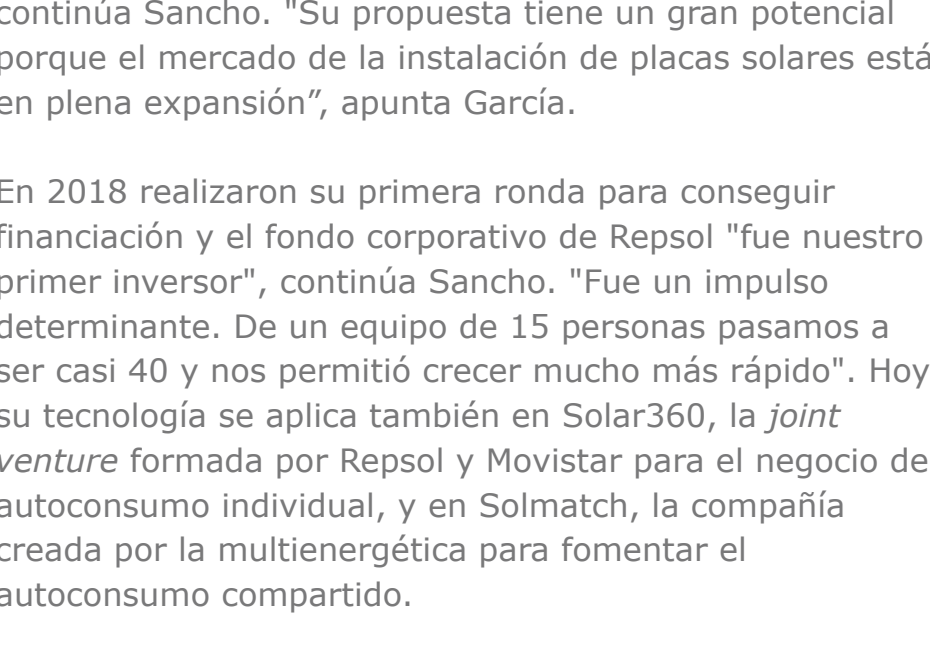 continúa Sancho. "Su propuesta tiene un gran potencial
porque el mercado de la instalación de placas solares está
en plena expansión”, apunta García.
En 2018 realizaron su primera ronda para conseguir
financiación y el fondo corporativo de Repsol "fue nuestro
primer inversor", continúa Sancho. "Fue un impulso
determinante. De un equipo de 15 personas pasamos a
ser casi 40 y nos permitió crecer mucho más rápido". Hoy
su tecnología se aplica también en Solar360, la joint
venture formada por Repsol y Movistar para el negocio de
autoconsumo individual, y en Solmatch, la compañía
creada por la multienergética para fomentar el
autoconsumo compartido.